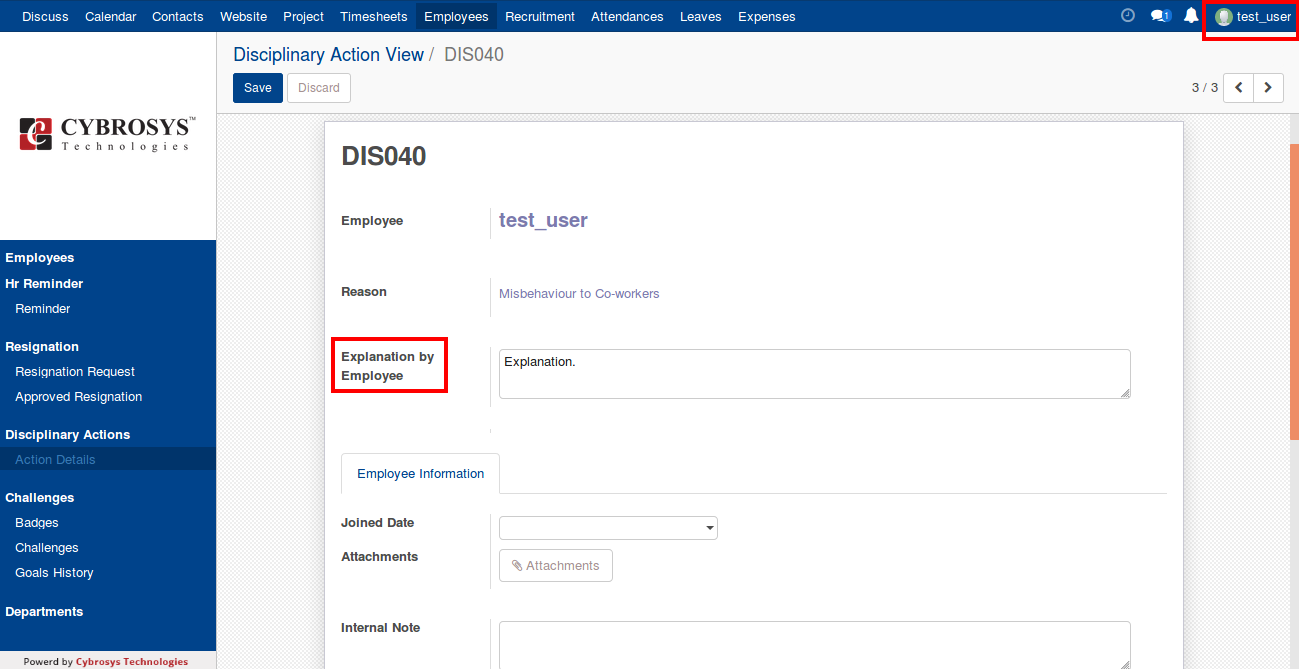 Discuss Calendar Contacts Website Project Timesheets Employees Recruitment Attendances Leaves Expenses 1 test_user
Disciplinary Action View / DIS040
Save Discard 3 / 3
CYBROSYS™
Technologies
Employees
Hr Reminder
Reminder
Resignation
Resignation Request
Approved Resignation
Disciplinary Actions
Action Details
Challenges
Badges
Challenges
Goals History
Departments
Powerd by Cybrosys Technologies
DIS040
Employee test_user
Reason Misbehaviour to Co-workers
Explanation by
Employee
Explanation.
Employee Information
Joined Date
Attachments Attachments
Internal Note